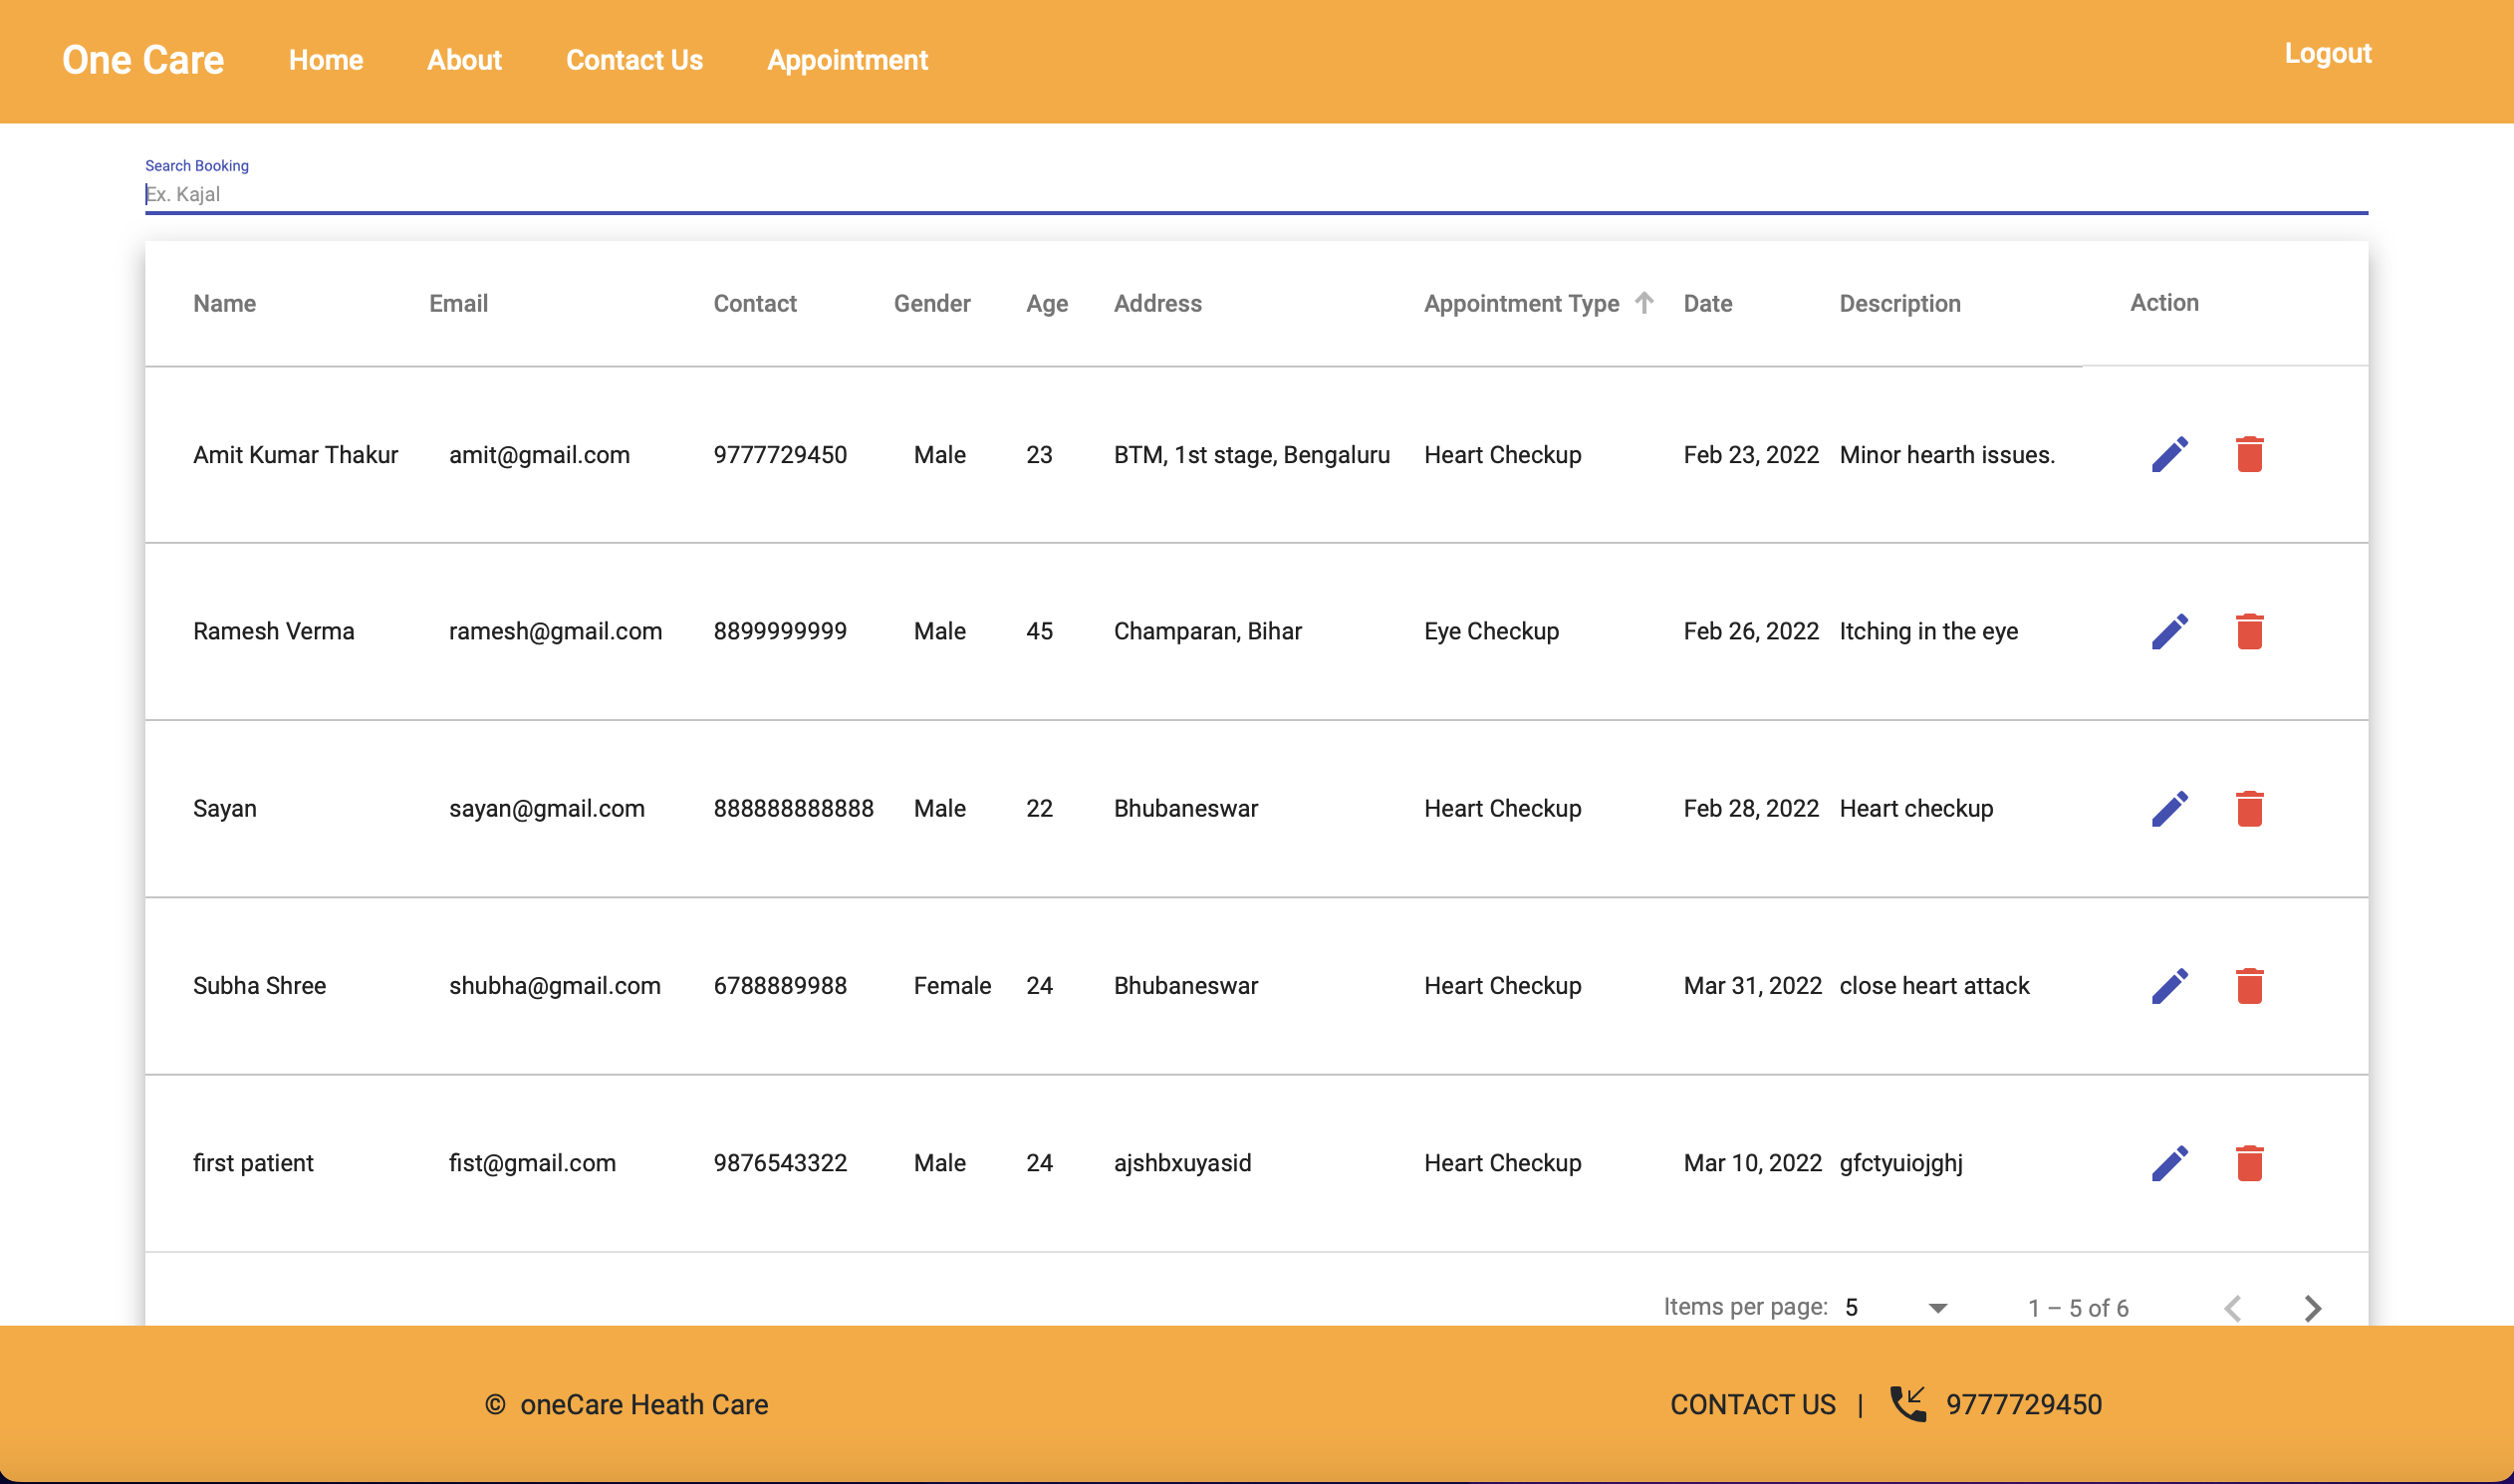 One Care Home About Contact Us Appointment Logout
Search Booking
Ex. Kajal
Name Email Contact Gender Age Address Appointment Type Date Description Action
Amit Kumar Thakur amit@gmail.com 9777729450 Male 23 BTM, 1st stage, Bengaluru Heart Checkup Feb 23, 2022 Minor hearth issues.
Ramesh Verma ramesh@gmail.com 8899999999 Male 45 Champaran, Bihar Eye Checkup Feb 26, 2022 Itching in the eye
Sayan sayan@gmail.com 888888888888 Male 22 Bhubaneswar Heart Checkup Feb 28, 2022 Heart checkup
Subha Shree shubha@gmail.com 6788889988 Female 24 Bhubaneswar Heart Checkup Mar 31, 2022 close heart attack
first patient fist@gmail.com 9876543322 Male 24 ajshbxuyasid Heart Checkup Mar 10, 2022 gfctyuiojghj
Items per page: 5 1 – 5 of 6
© oneCare Heath Care CONTACT US | 9777729450